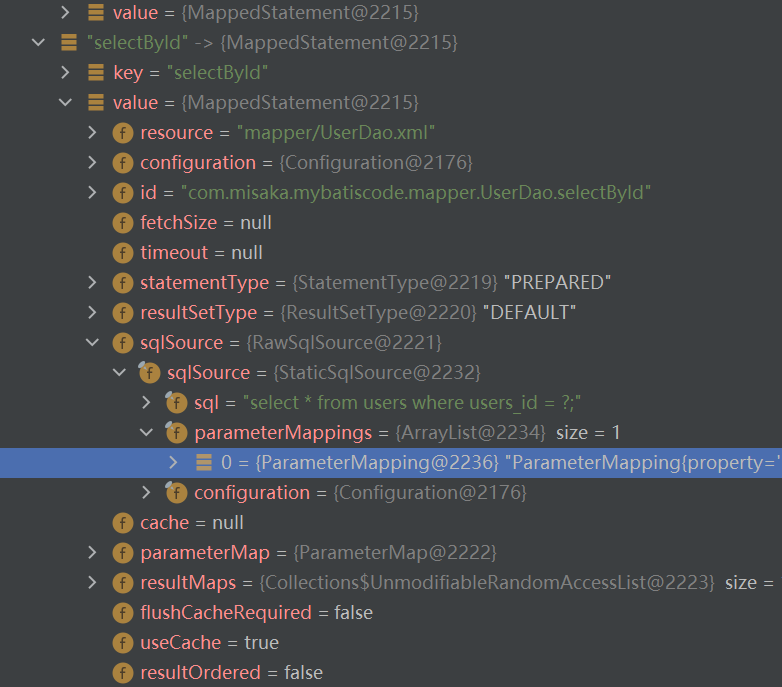 value = {MappedStatement@2215}
"selectById" -> {MappedStatement@2215}
key = "selectById"
value = {MappedStatement@2215}
f resource = "mapper/UserDao.xml"
f configuration = {Configuration@2176}
f id = "com.misaka.mybatiscode.mapper.UserDao.selectById"
f fetchSize = null
f timeout = null
f statementType = {StatementType@2219} "PREPARED"
f resultSetType = {ResultSetType@2220} "DEFAULT"
f sqlSource = {RawSqlSource@2221}
f sqlSource = {StaticSqlSource@2232}
f sql = "select * from users where users_id = ?;"
f parameterMappings = {ArrayList@2234} size = 1
0 = {ParameterMapping@2236} "ParameterMapping{property='
f configuration = {Configuration@2176}
f cache = null
f parameterMap = {ParameterMap@2222}
f resultMaps = {Collections$UnmodifiableRandomAccessList@2223} size =
f flushCacheRequired = false
f useCache = true
f resultOrdered = false